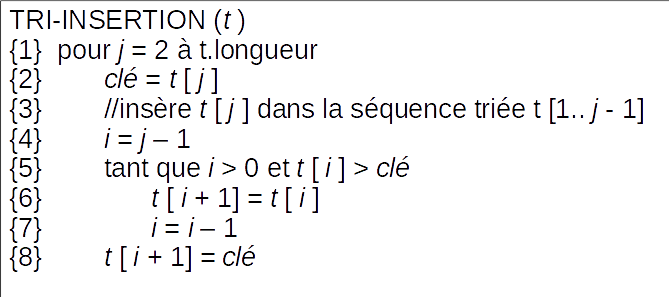 TRI-INSERTION (t )
{1} pour j = 2 à t.longueur
{2} clé = t [ j ]
{3} //insère t [ j ] dans la séquence triée t [1.. j - 1]
{4} i = j – 1
{5} tant que i > 0 et t [ i ] > clé
{6} t [ i + 1] = t [ i ]
{7} i = i – 1
{8} t [ i + 1] = clé